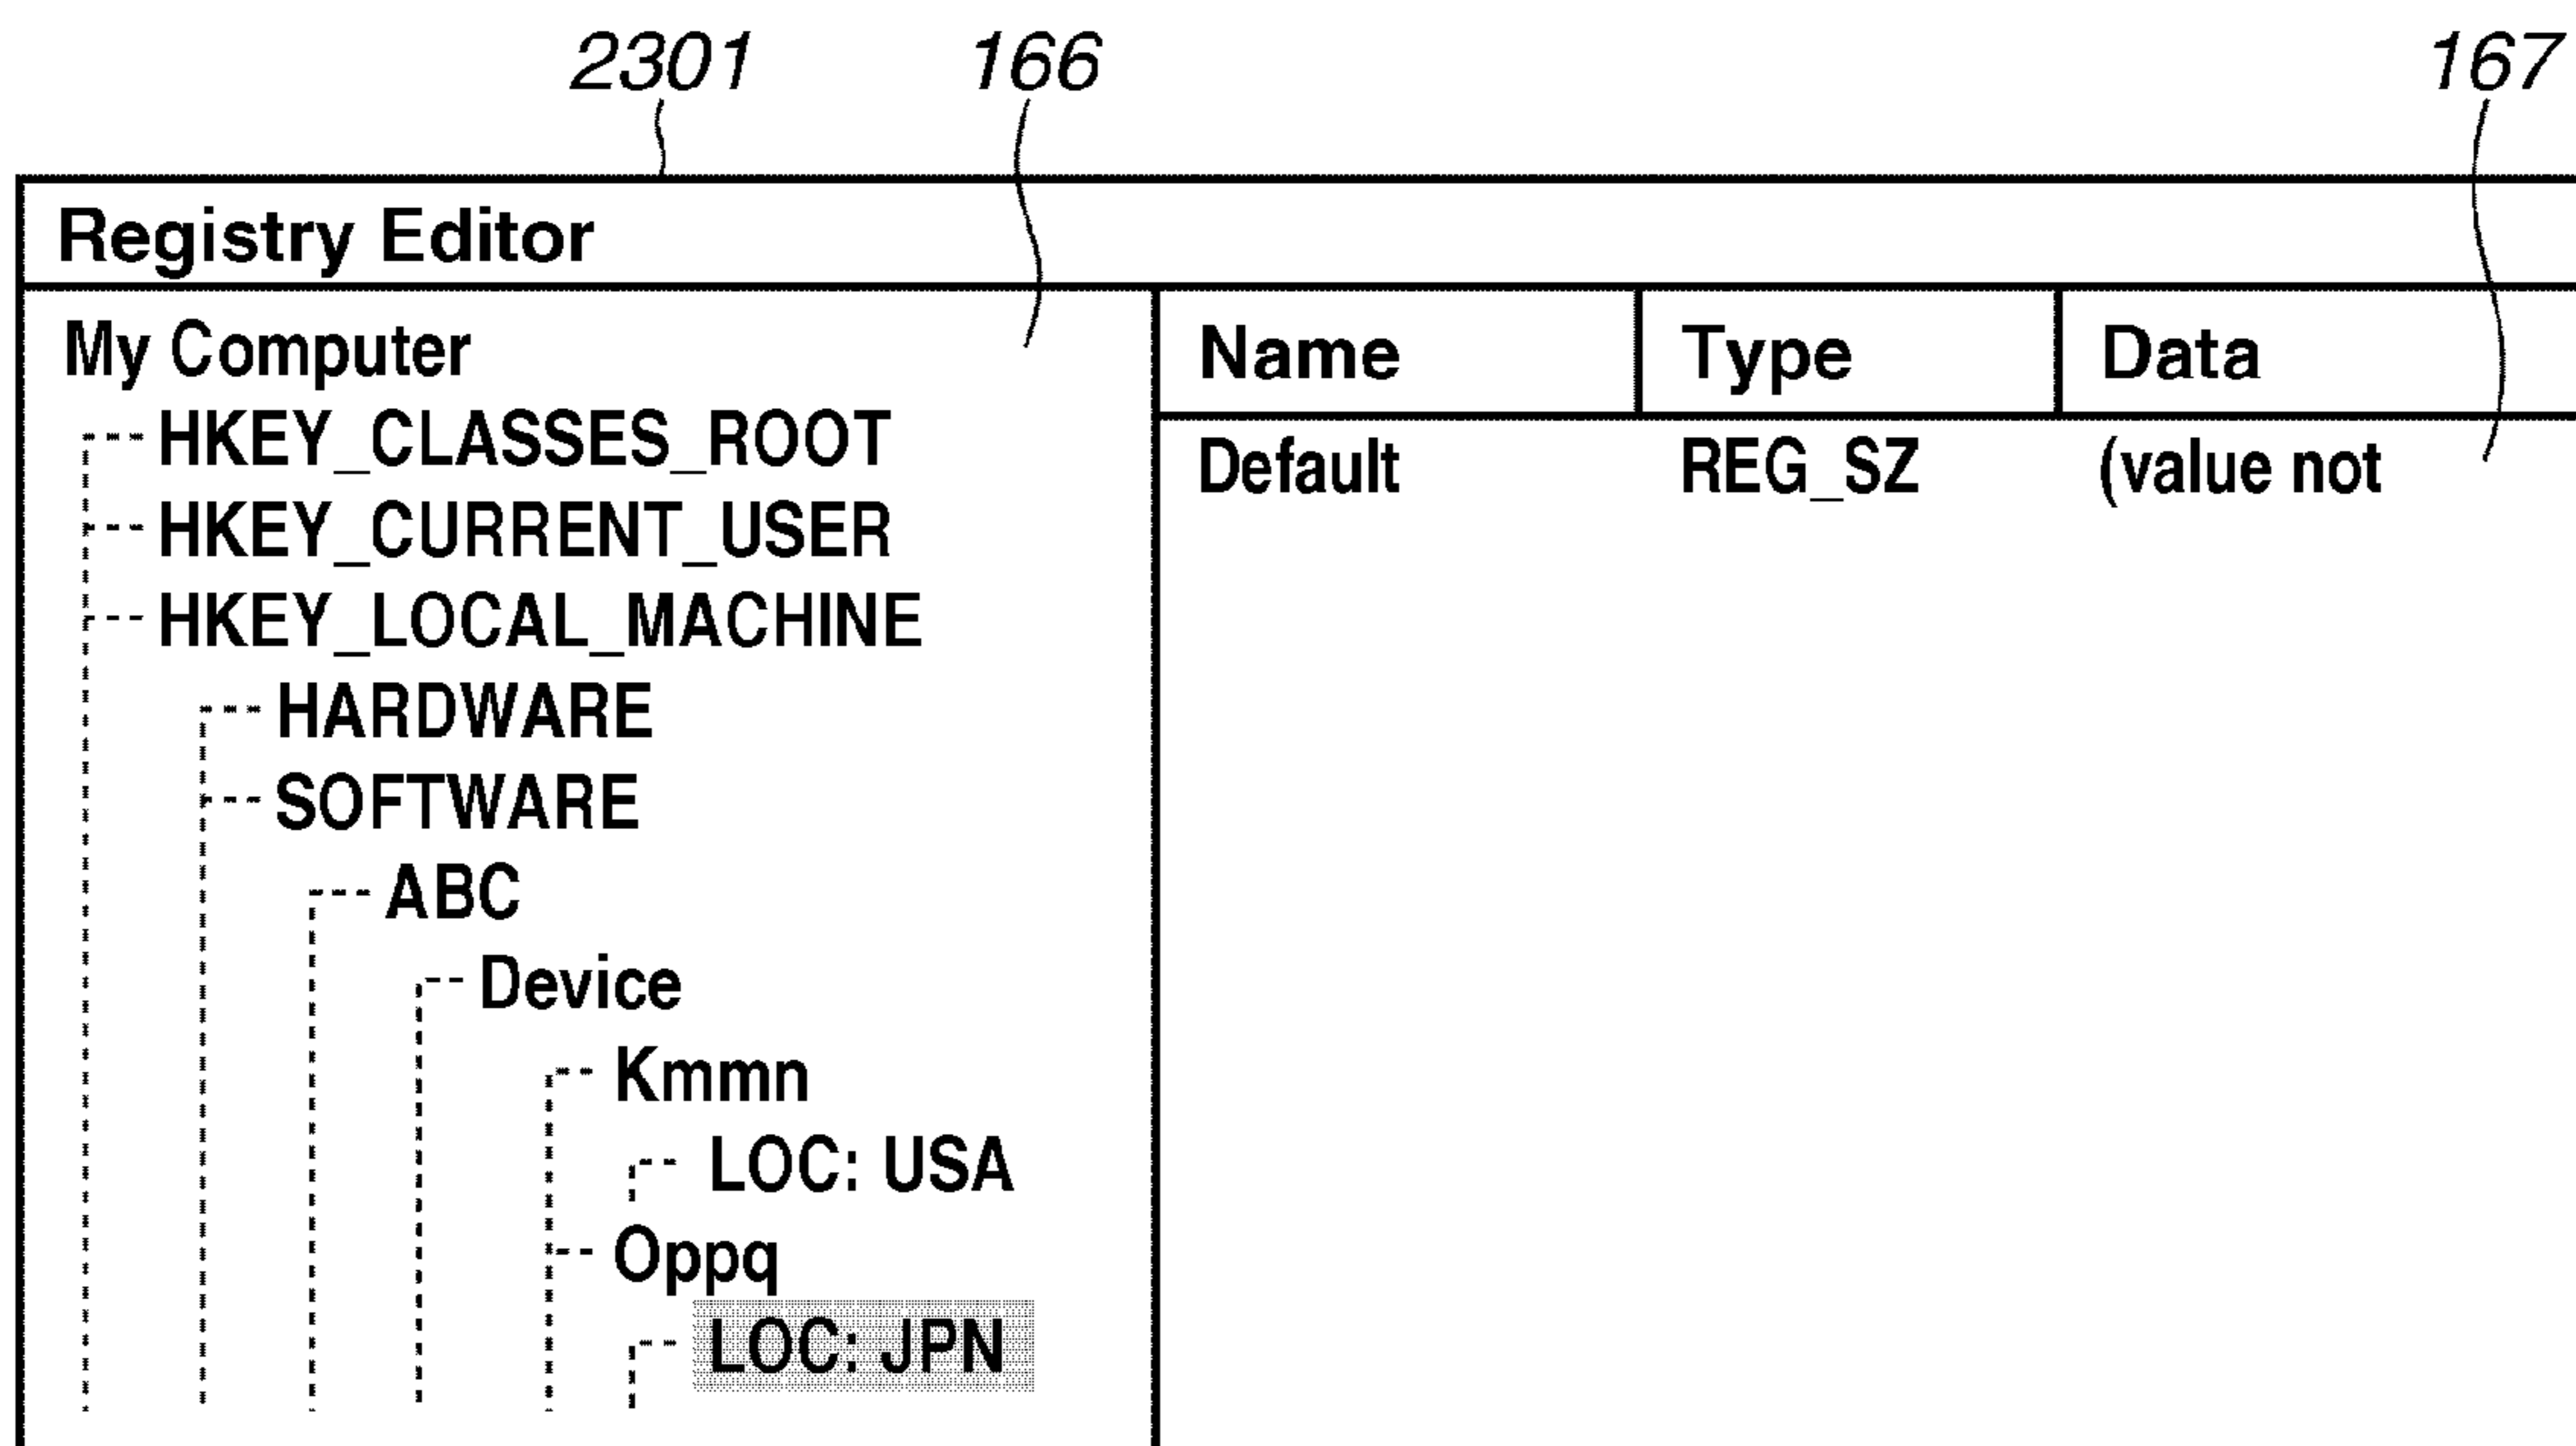 2301 166 167
Registry Editor
My Computer
HKEY_CLASSES_ROOT
HKEY_CURRENT_USER
HKEY_LOCAL_MACHINE
HARDWARE
SOFTWARE
ABC
Device
Kmmn
LOC: USA
Oppq
LOC: JPN
Name Type Data
Default REG_SZ (value not